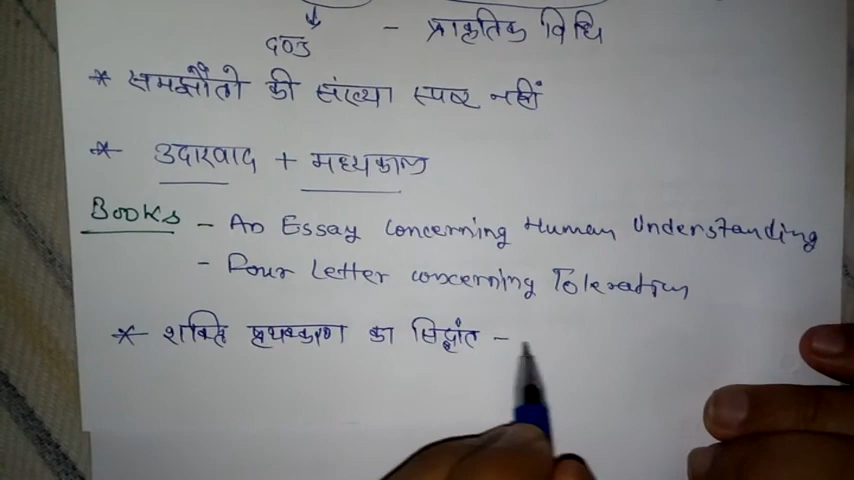 दण्ड - प्राकृतिक विधि
* समझौतो की संख्या स्पष्ट नहीं
* उदारवाद + मध्यकाल
Books - An Essay concerning Human Understanding
- Four Letter concerning Toleration
* शक्ति पृथक्करण का सिद्धांत -